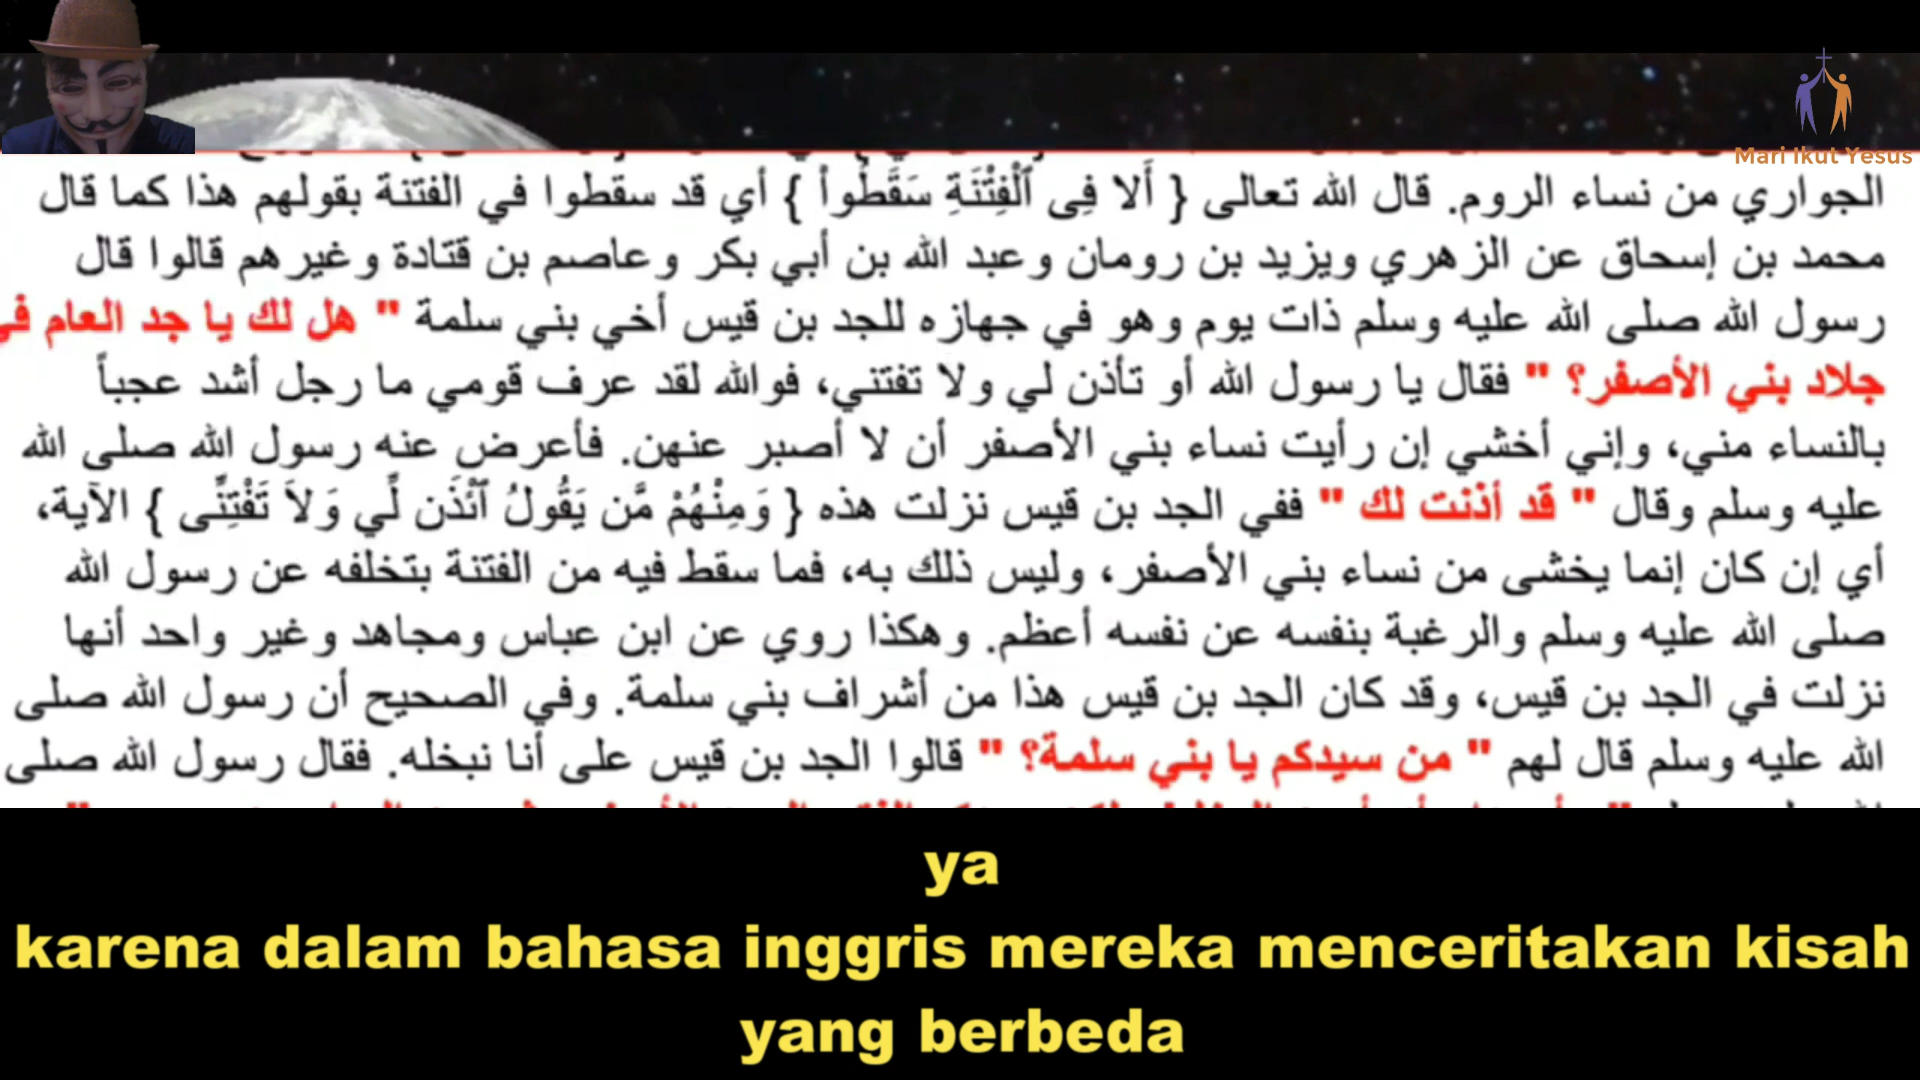 Mari Ikut Yesus
الجواري من نساء الروم. قال الله تعالى { أَلا فِى ٱلْفِتْنَةِ سَقَطُواْ } أي قد سقطوا في الفتنة بقولهم هذا كما قال
محمد بن إسحاق عن الزهري ويزيد بن رومان وعبد الله بن أبي بكر وعاصم بن قتادة وغيرهم قالوا قال
رسول الله صلى الله عليه وسلم ذات يوم وهو في جهازه للجد بن قيس أخي بني سلمة " هل لك يا جد العام في
جلاد بني الأصفر؟ " فقال يا رسول الله أو تأذن لي ولا تفتني، فوالله لقد عرف قومي ما رجل أشد عجباً
بالنساء مني، وإني أخشي إن رأيت نساء بني الأصفر أن لا أصبر عنهن. فأعرض عنه رسول الله صلى الله
عليه وسلم وقال " قد أذنت لك " ففي الجد بن قيس نزلت هذه { وَمِنْهُمْ مَّن يَقُولُ ٱئْذَن لِّي وَلاَ تَفْتِنِّى } الآية،
أي إن كان إنما يخشى من نساء بني الأصفر، وليس ذلك به، فما سقط فيه من الفتنة بتخلفه عن رسول الله
صلى الله عليه وسلم والرغبة بنفسه عن نفسه أعظم. وهكذا روي عن ابن عباس ومجاهد وغير واحد أنها
نزلت في الجد بن قيس، وقد كان الجد بن قيس هذا من أشراف بني سلمة. وفي الصحيح أن رسول الله صلى
الله عليه وسلم قال لهم " من سيدكم يا بني سلمة؟ " قالوا الجد بن قيس على أنا نبخله. فقال رسول الله صلى
ya
karena dalam bahasa inggris mereka menceritakan kisah
yang berbeda